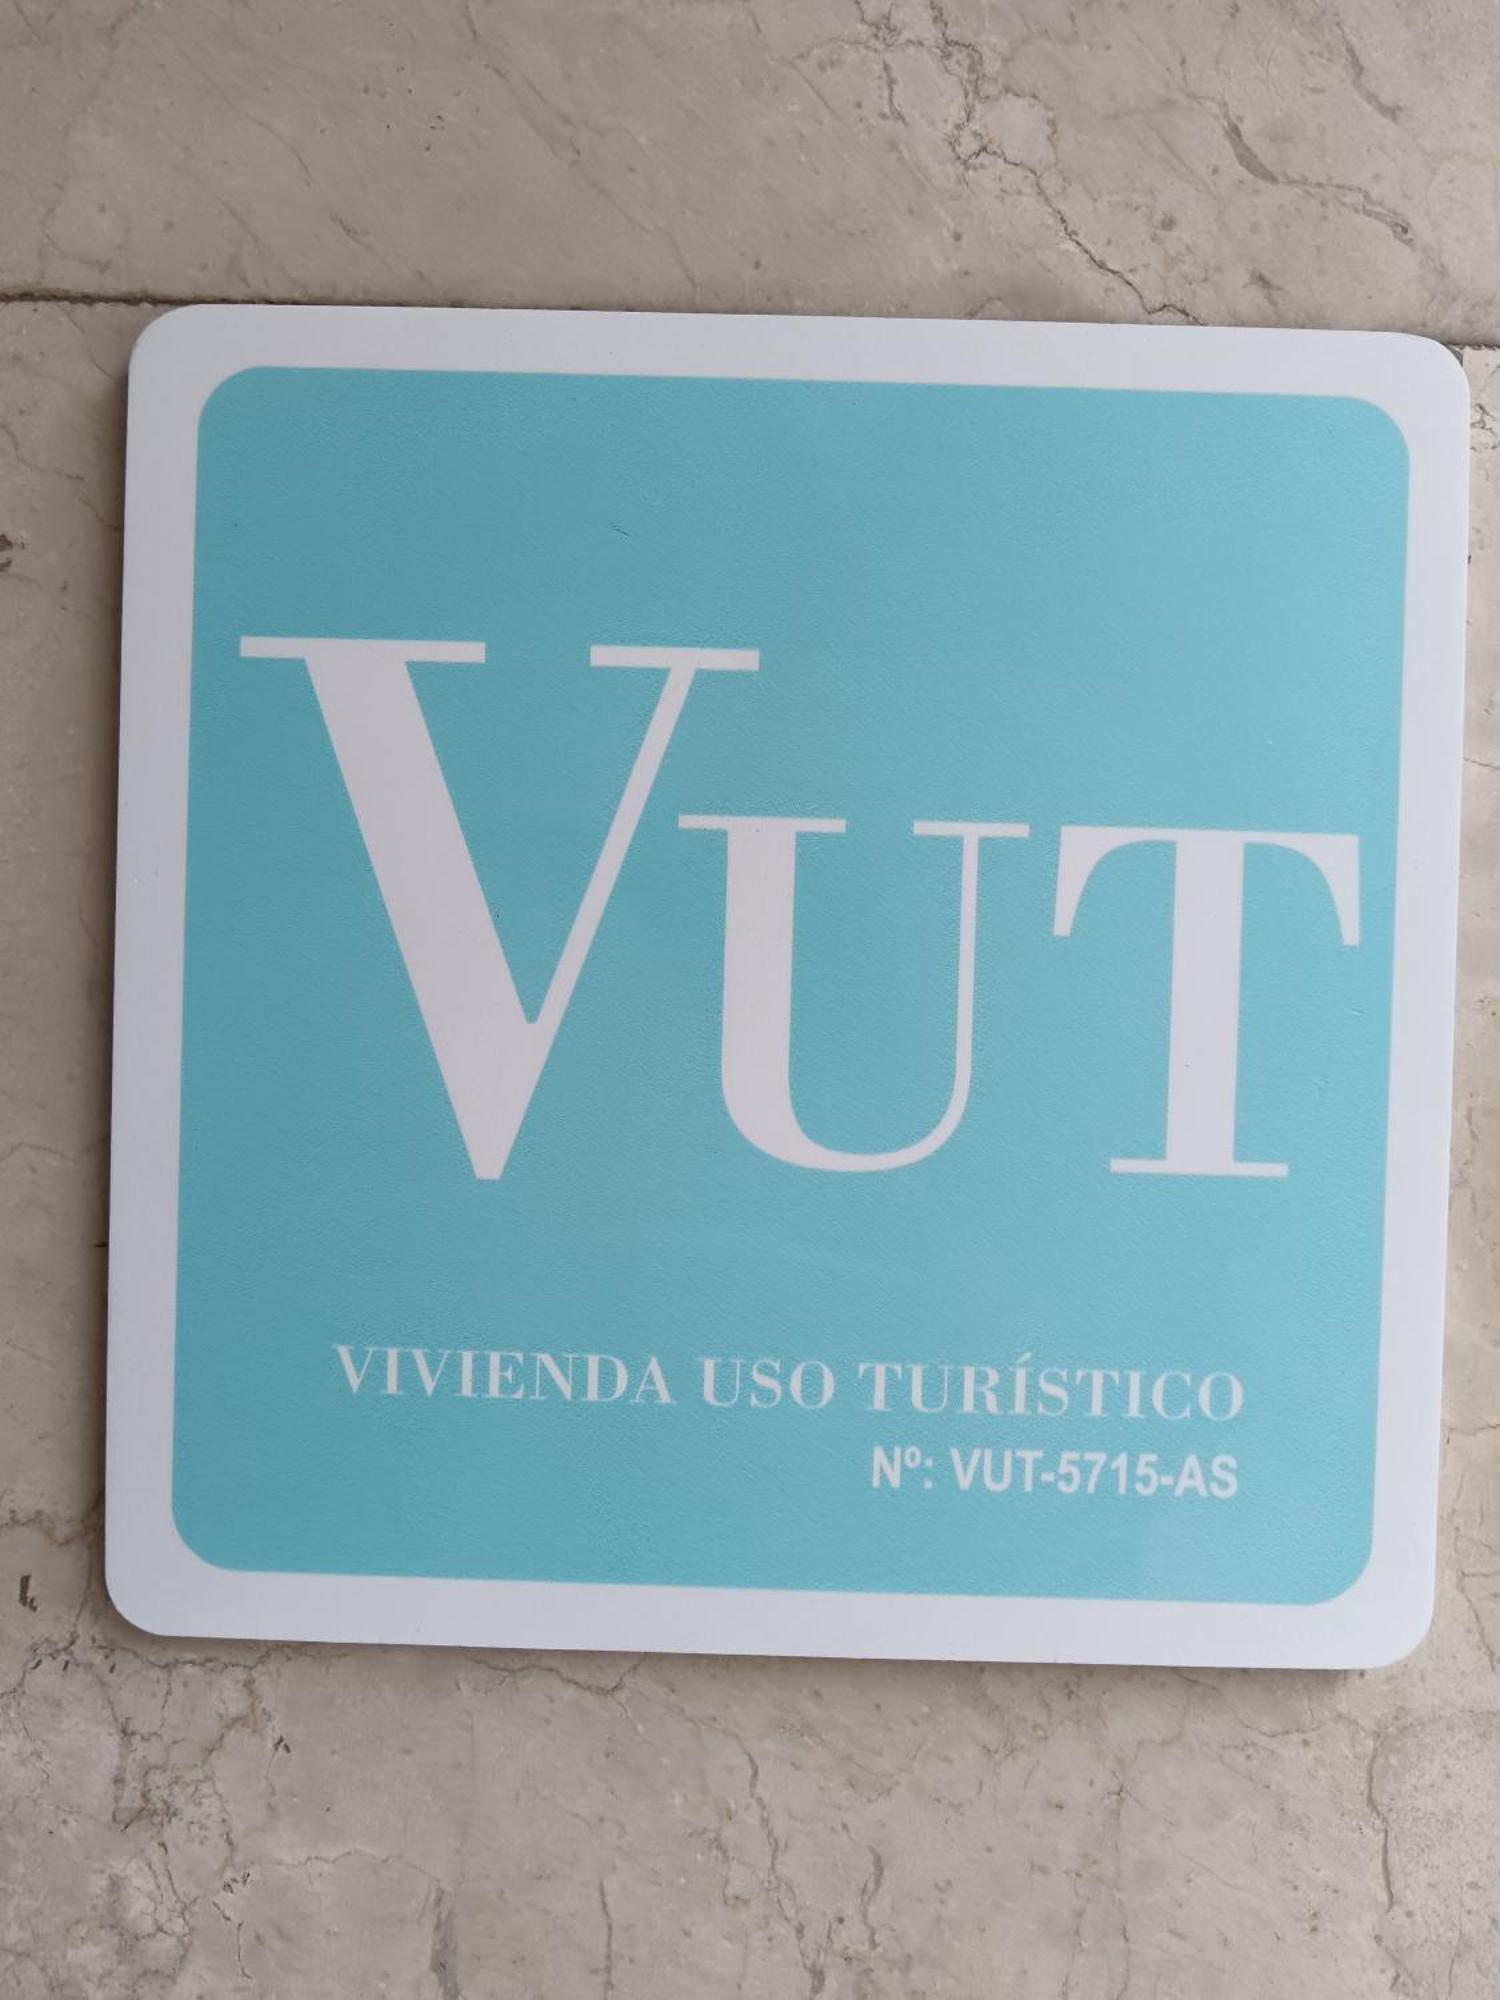 VUT
VIVIENDA USO TURÍSTICO
Nº: VUT-5715-AS